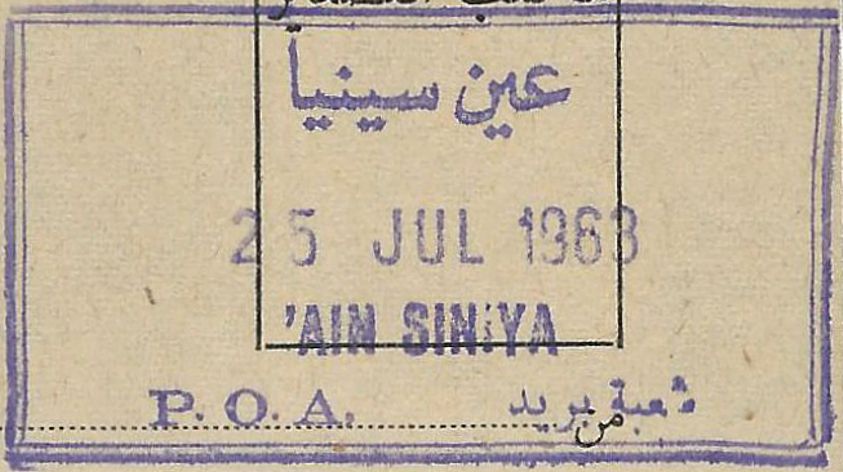 عين سينيا
25 JUL 1963
'AIN SINIYA
P. O. A. شعبة بريد
من